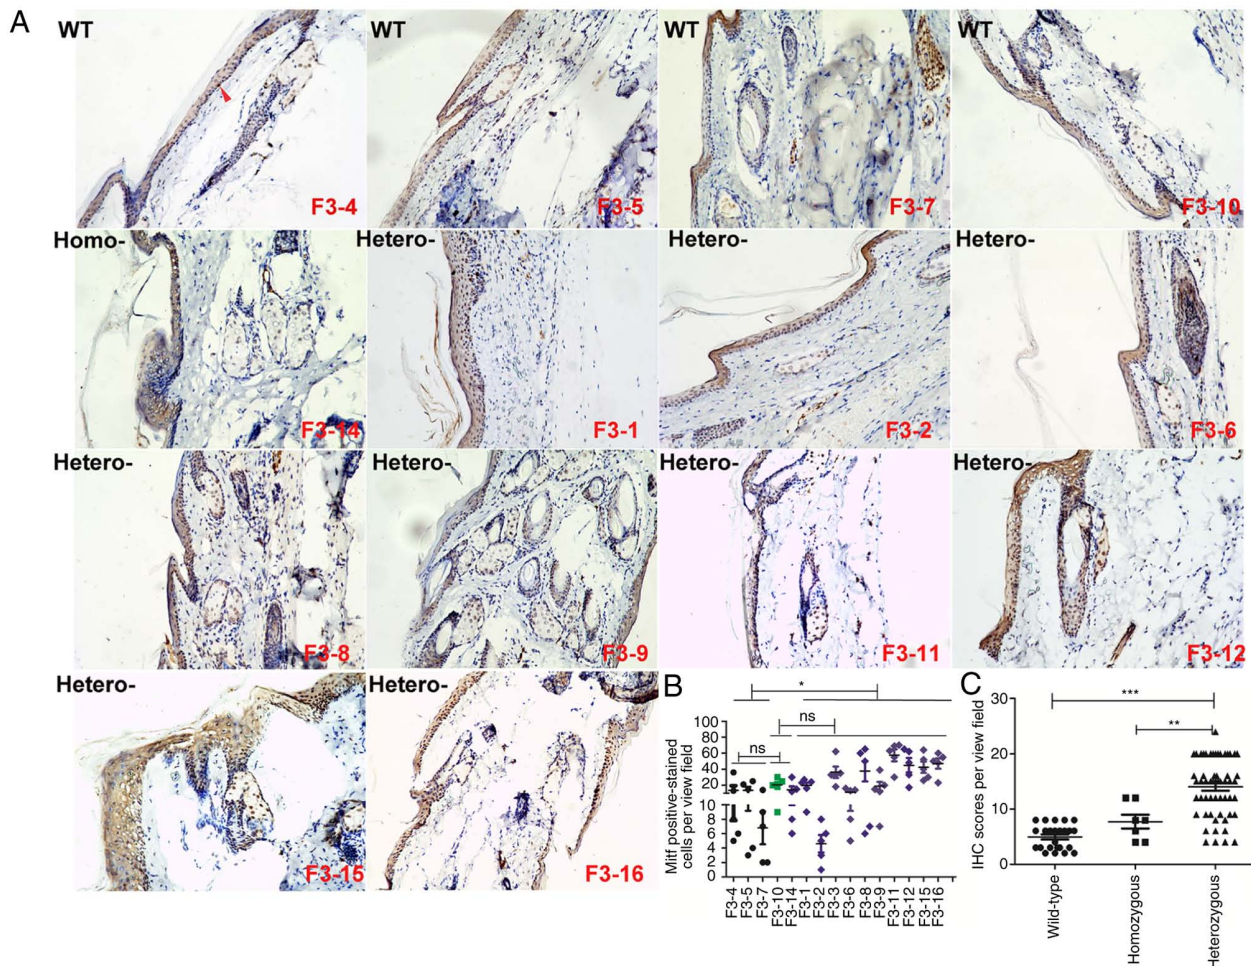 A
WT
WT
WT
WT
F3-4
F3-5
F3-7
F3-10
Homo-
Hetero-
Hetero-
Hetero-
F3-14
F3-1
F3-2
F3-6
Hetero-
Hetero-
Hetero-
Hetero-
F3-8
F3-9
F3-11
F3-12
Hetero-
Hetero-
F3-15
F3-16
B
*
ns
ns
Mitf positive-stained
cells per view field
100
80
60
40
20
10
8
6
4
2
0
F3-4
F3-5
F3-7
F3-10
F3-14
F3-1
F3-2
F3-3
F3-6
F3-8
F3-9
F3-11
F3-12
F3-15
F3-16
C
***
**
IHC scores per view field
30
20
10
0
Wild-type
Homozygous
Heterozygous